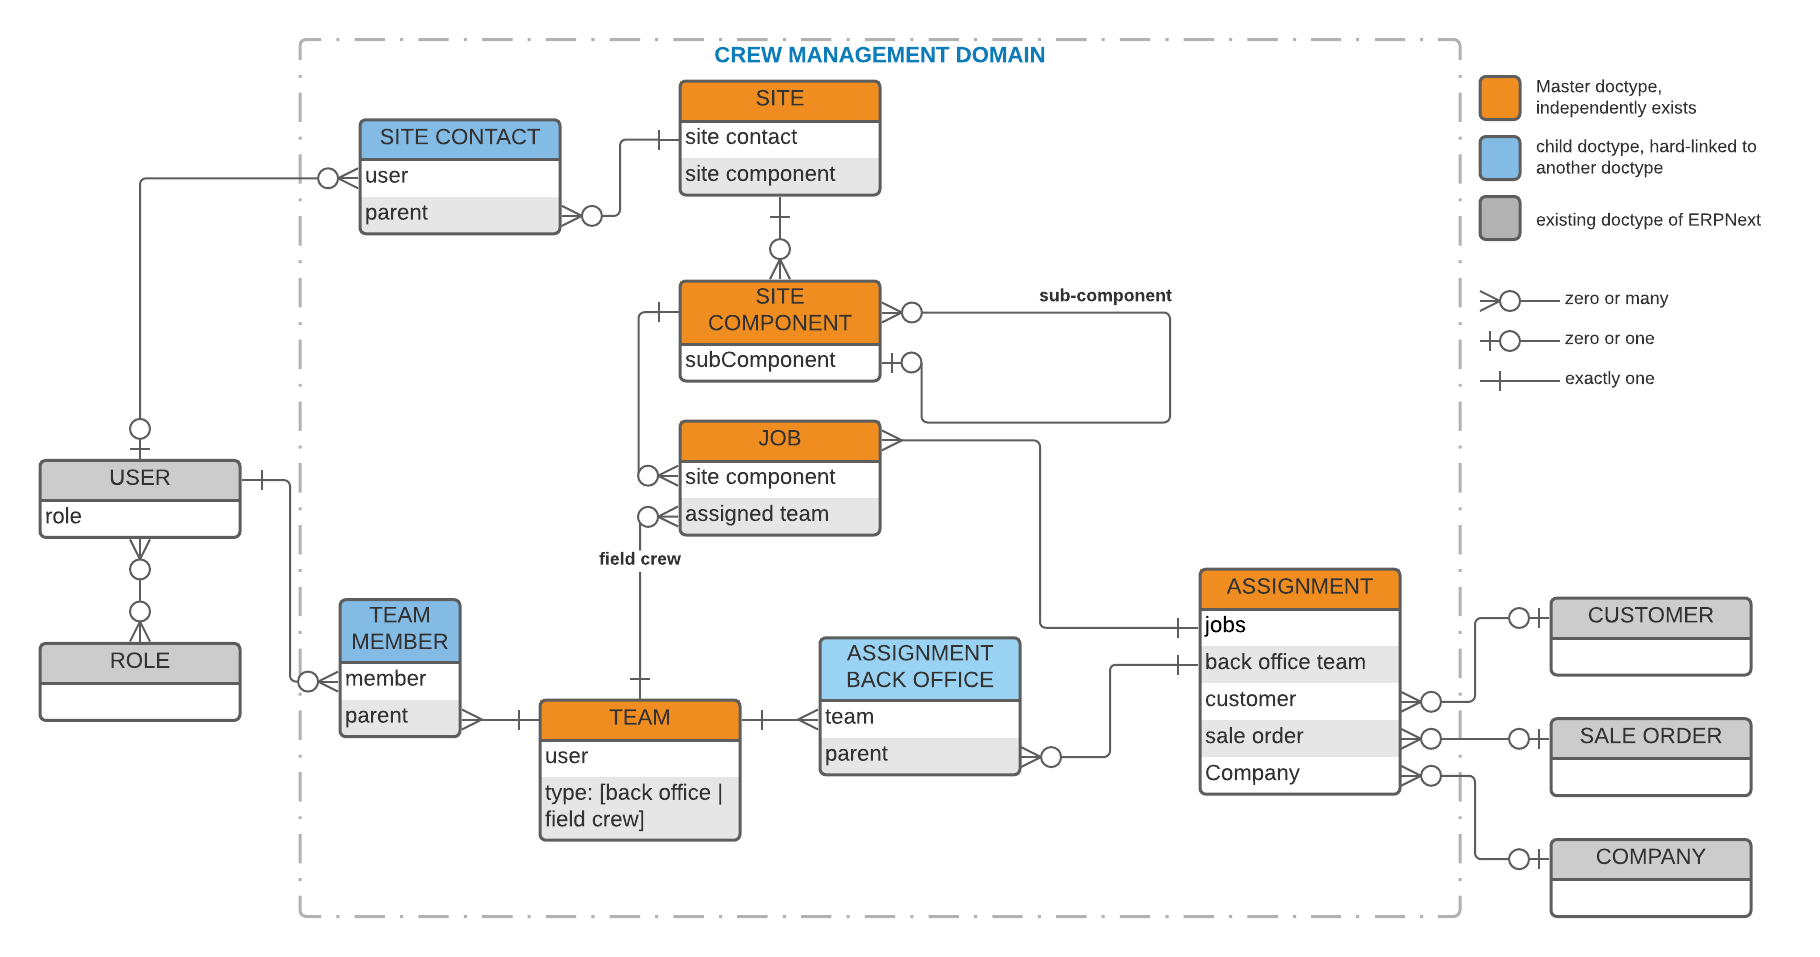 CREW MANAGEMENT DOMAIN
SITE
site contact
site component
SITE CONTACT
user
parent
Master doctype,
independently exists
child doctype, hard-linked to
another doctype
existing doctype of ERPNext
zero or many
zero or one
exactly one
SITE
COMPONENT
subComponent
sub-component
JOB
site component
assigned team
field crew
USER
role
ROLE
TEAM
MEMBER
member
parent
TEAM
user
type: [back office |
field crew]
ASSIGNMENT
BACK OFFICE
team
parent
ASSIGNMENT
jobs
back office team
customer
sale order
Company
CUSTOMER
SALE ORDER
COMPANY